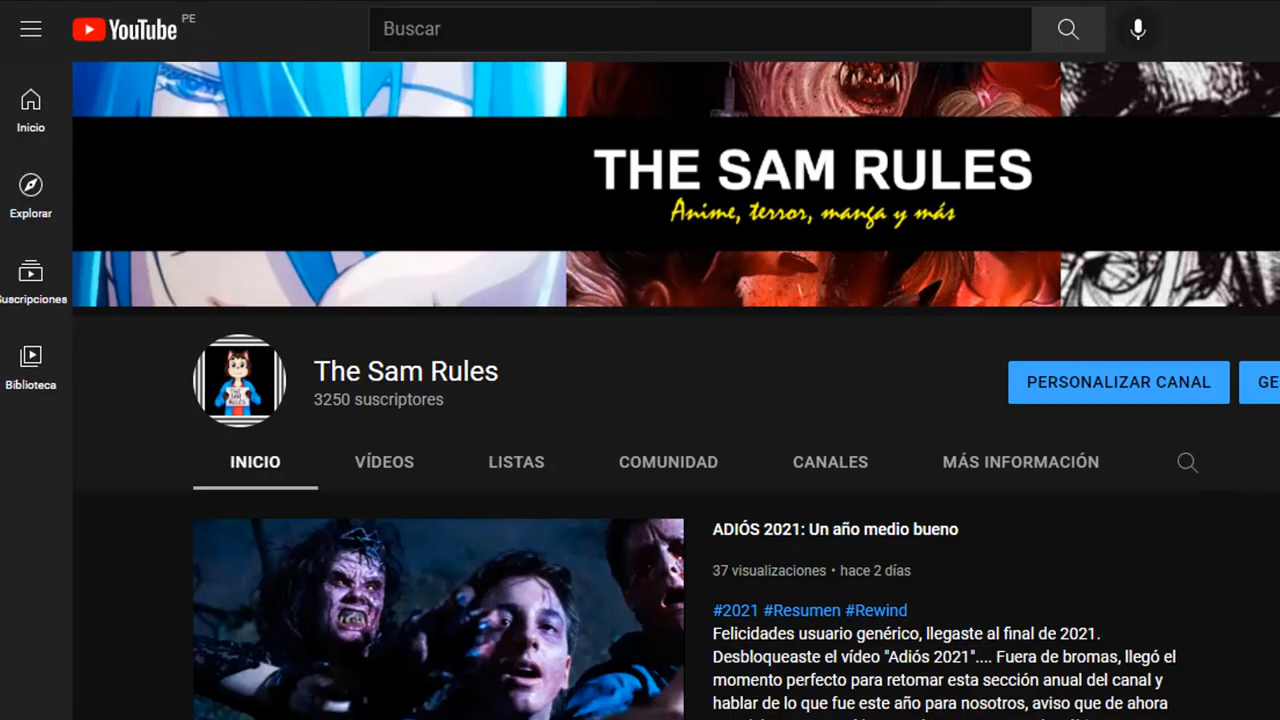 YouTube PE
Buscar
Inicio
Explorar
Suscripciones
Biblioteca
THE SAM RULES
Anime, terror, manga y más
THE SAM RULES
The Sam Rules
3250 suscriptores
PERSONALIZAR CANAL
GE
INICIO
VÍDEOS
LISTAS
COMUNIDAD
CANALES
MÁS INFORMACIÓN
ADIÓS 2021: Un año medio bueno
37 visualizaciones • hace 2 días
#2021 #Resumen #Rewind
Felicidades usuario genérico, llegaste al final de 2021.
Desbloqueaste el vídeo "Adiós 2021".... Fuera de bromas, llegó el
momento perfecto para retomar esta sección anual del canal y
hablar de lo que fue este año para nosotros, aviso que de ahora